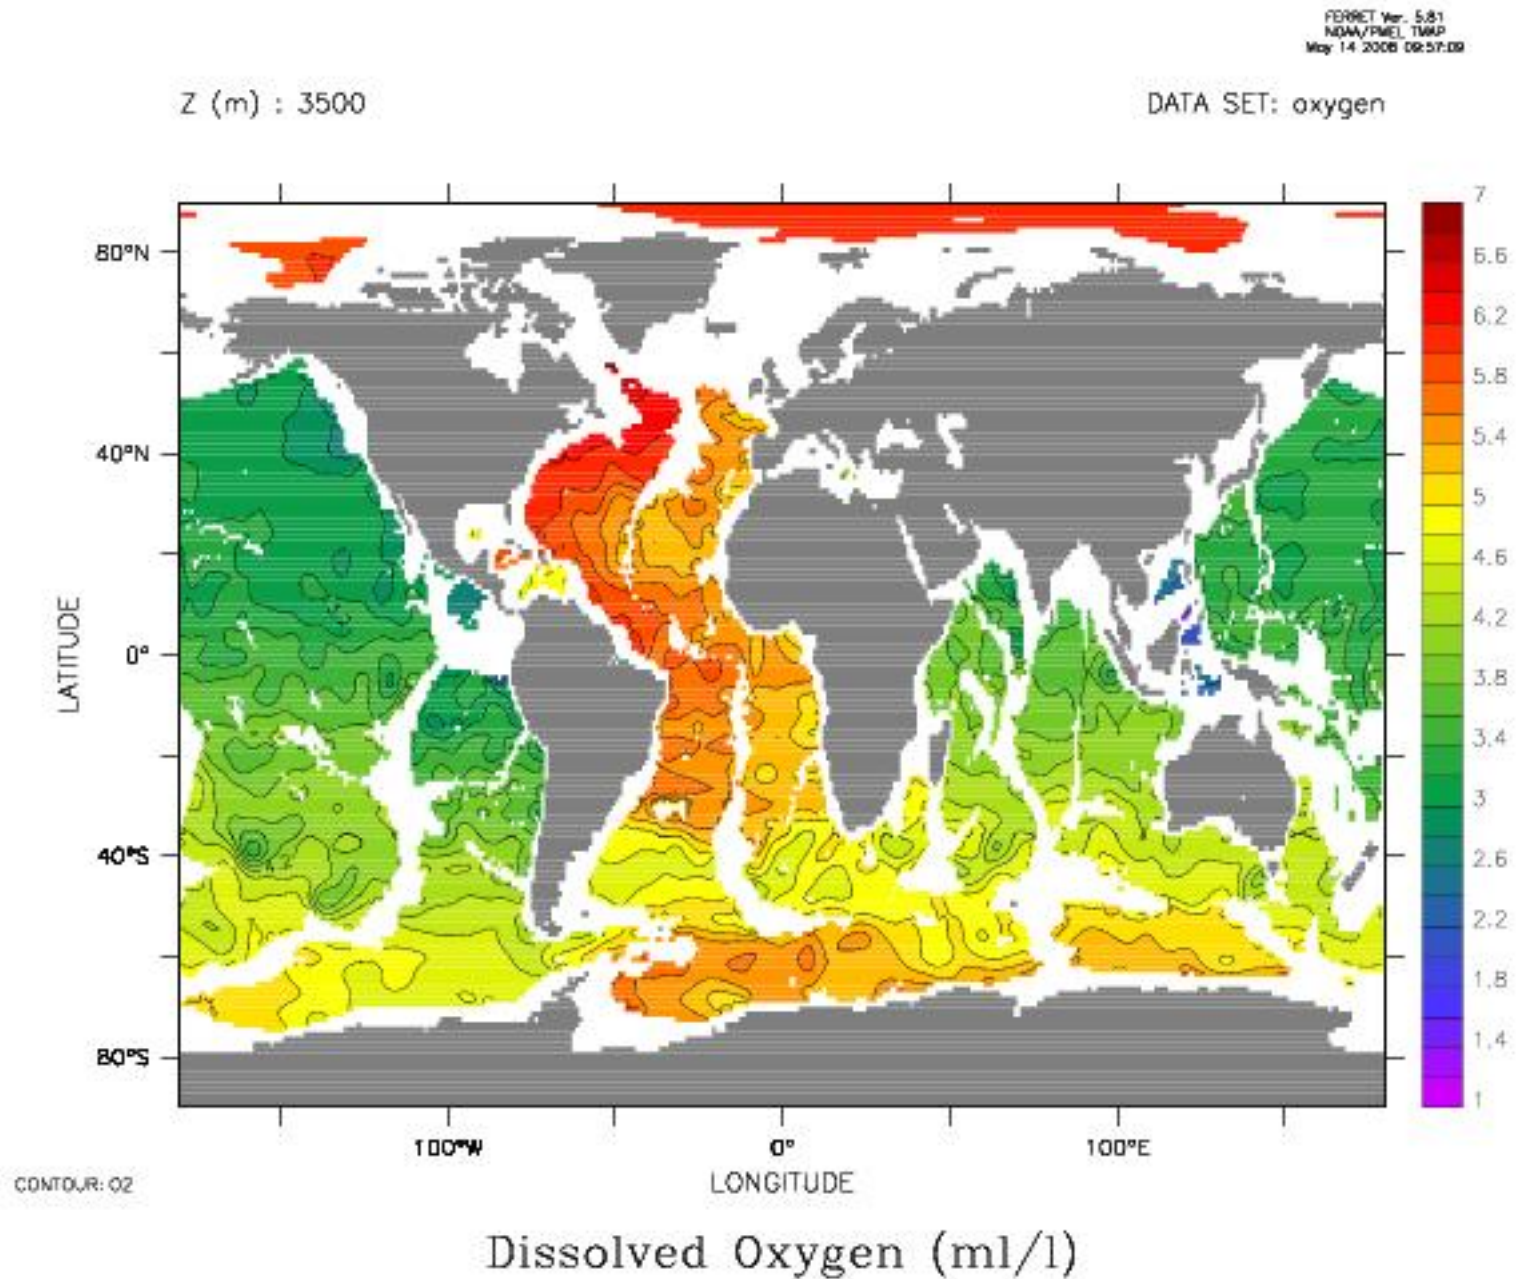 FERRET Ver. 5.81
NOAA/PMEL TMAP
May 14 2008 09:57:09
Z (m) : 3500
DATA SET: oxygen
80°N
40°N
0°
40°S
80°S
LATITUDE
7
6.6
6.2
5.8
5.4
5
4.6
4.2
3.8
3.4
3
2.6
2.2
1.8
1.4
1
100°W
0°
100°E
LONGITUDE
CONTOUR: O2
Dissolved Oxygen (ml/l)